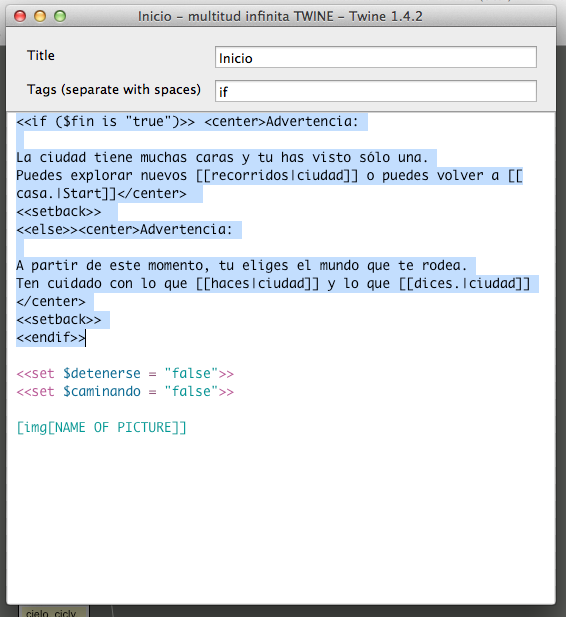 Inicio – multitud infinita TWINE – Twine 1.4.2
Title
Inicio
Tags (separate with spaces)
if
<<if ($fin is "true")>> <center>Advertencia:
La ciudad tiene muchas caras y tu has visto sólo una.
Puedes explorar nuevos [[recorridos|ciudad]] o puedes volver a [[
casa.|Start]]</center>
<<setback>>
<<else>><center>Advertencia:
A partir de este momento, tu eliges el mundo que te rodea.
Ten cuidado con lo que [[haces|ciudad]] y lo que [[dices.|ciudad]]
</center>
<<setback>>
<<endif>>
<<set $detenerse = "false">>
<<set $caminando = "false">>
[img[NAME OF PICTURE]]
cielo_cicly